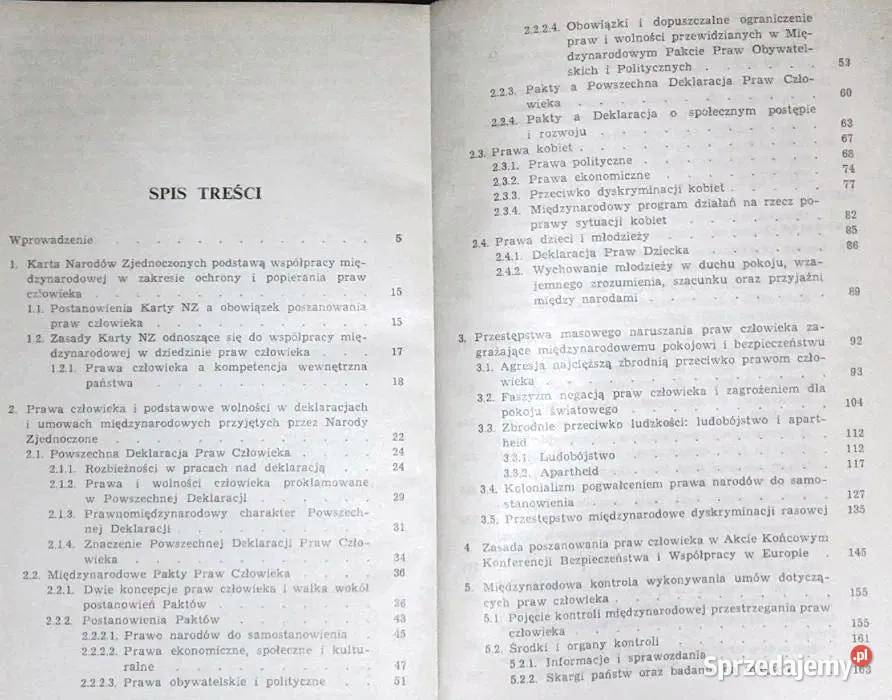 SPIS TREŚCI
Wprowadzenie . . . . . . . . . . . 5
1. Karta Narodów Zjednoczonych podstawą współpracy mię-
dzynarodowej w zakresie ochrony i popierania praw
człowieka . . . . . . . . . . . 15
1.1. Postanowienia Karty NZ a obowiązek poszanowania
praw człowieka . . . . . . . . . 15
1.2. Zasady Karty NZ odnoszące się do współpracy mię-
dzynarodowej w dziedzinie praw człowieka . . . 17
1.2.1. Prawa człowieka a kompetencja wewnętrzna
państwa . . . . . . . . . 18
2. Prawa człowieka i podstawowe wolności w deklaracjach
i umowach międzynarodowych przyjętych przez Narody
Zjednoczone . . . . . . . . . . . 22
2.1. Powszechna Deklaracja Praw Człowieka . . . . 24
2.1.1. Rozbieżności w pracach nad deklaracją . . 24
2.1.2. Prawa i wolności człowieka proklamowane
w Powszechnej Deklaracji . . . . . 29
2.1.3. Prawnomiędzynarodowy charakter Powszech-
nej Deklaracji . . . . . . . . 31
2.1.4. Znaczenie Powszechnej Deklaracji Praw Czło-
wieka . . . . . . . . . 34
2.2. Międzynarodowe Pakty Praw Człowieka . . . . 36
2.2.1. Dwie koncepcje praw człowieka i walka wokół
postanowień Paktów . . . . . . . 36
2.2.2. Postanowienia Paktów . . . . . . 43
2.2.2.1. Prawo narodów do samostanowienia . 45
2.2.2.2. Prawa ekonomiczne, społeczne i kultu-
ralne . . . . . . . . 47
2.2.2.3. Prawa obywatelskie i polityczne . . 51
2.2.2.4. Obowiązki i dopuszczalne ograniczenie
praw i wolności przewidzianych w Mię-
dzynarodowym Pakcie Praw Obywatel-
skich i Politycznych . . . . . 53
2.2.3. Pakty a Powszechna Deklaracja Praw Czło-
wieka . . . . . . . . . 60
2.2.4. Pakty a Deklaracja o społecznym postępie
i rozwoju . . . . . . . . 63
2.3. Prawa kobiet . . . . . . . . . . 67
2.3.1. Prawa polityczne . . . . . . . 68
2.3.2. Prawa ekonomiczne . . . . . . . 74
2.3.3. Przeciwko dyskryminacji kobiet . . . . 77
2.3.4. Międzynarodowy program działań na rzecz po-
prawy sytuacji kobiet . . . . . . 82
2.4. Prawa dzieci i młodzieży . . . . . . . 85
2.4.1. Deklaracja Praw Dziecka . . . . . 86
2.4.2. Wychowanie młodzieży w duchu pokoju, wza-
jemnego zrozumienia, szacunku oraz przyjaźni
między narodami . . . . . . . 89
3. Przestępstwa masowego naruszania praw człowieka za-
grażające międzynarodowemu pokojowi i bezpieczeństwu 92
3.1. Agresja najcięższą zbrodnią przeciwko prawom czło-
wieku . . . . . . . . . . . 93
3.2. Faszyzm negacją praw człowieka i zagrożeniem dla
pokoju światowego . . . . . . . . 104
3.3. Zbrodnie przeciwko ludzkości: ludobójstwo i apart-
heid . . . . . . . . . . . 112
3.3.1. Ludobójstwo . . . . . . . . 112
3.3.2. Apartheid . . . . . . . . 117
3.4. Kolonializm pogwałceniem prawa narodów do samo-
stanowienia . . . . . . . . . . 127
3.5. Przestępstwo międzynarodowe dyskryminacji rasowej 135
4. Zasada poszanowania praw człowieka w Akcie Końcowym
Konferencji Bezpieczeństwa i Współpracy w Europie . 145
5. Międzynarodowa kontrola wykonywania umów dotyczą-
cych praw człowieka . . . . . . . . . 155
5.1. Pojęcie kontroli międzynarodowej przestrzegania praw
człowieka . . . . . . . . . . 155
5.2. Środki i organy kontroli . . . . . . . 161
5.2.1. Informacje i sprawozdania
5.2.2. Skargi państw oraz badania 163
Sprzedajemy.pl